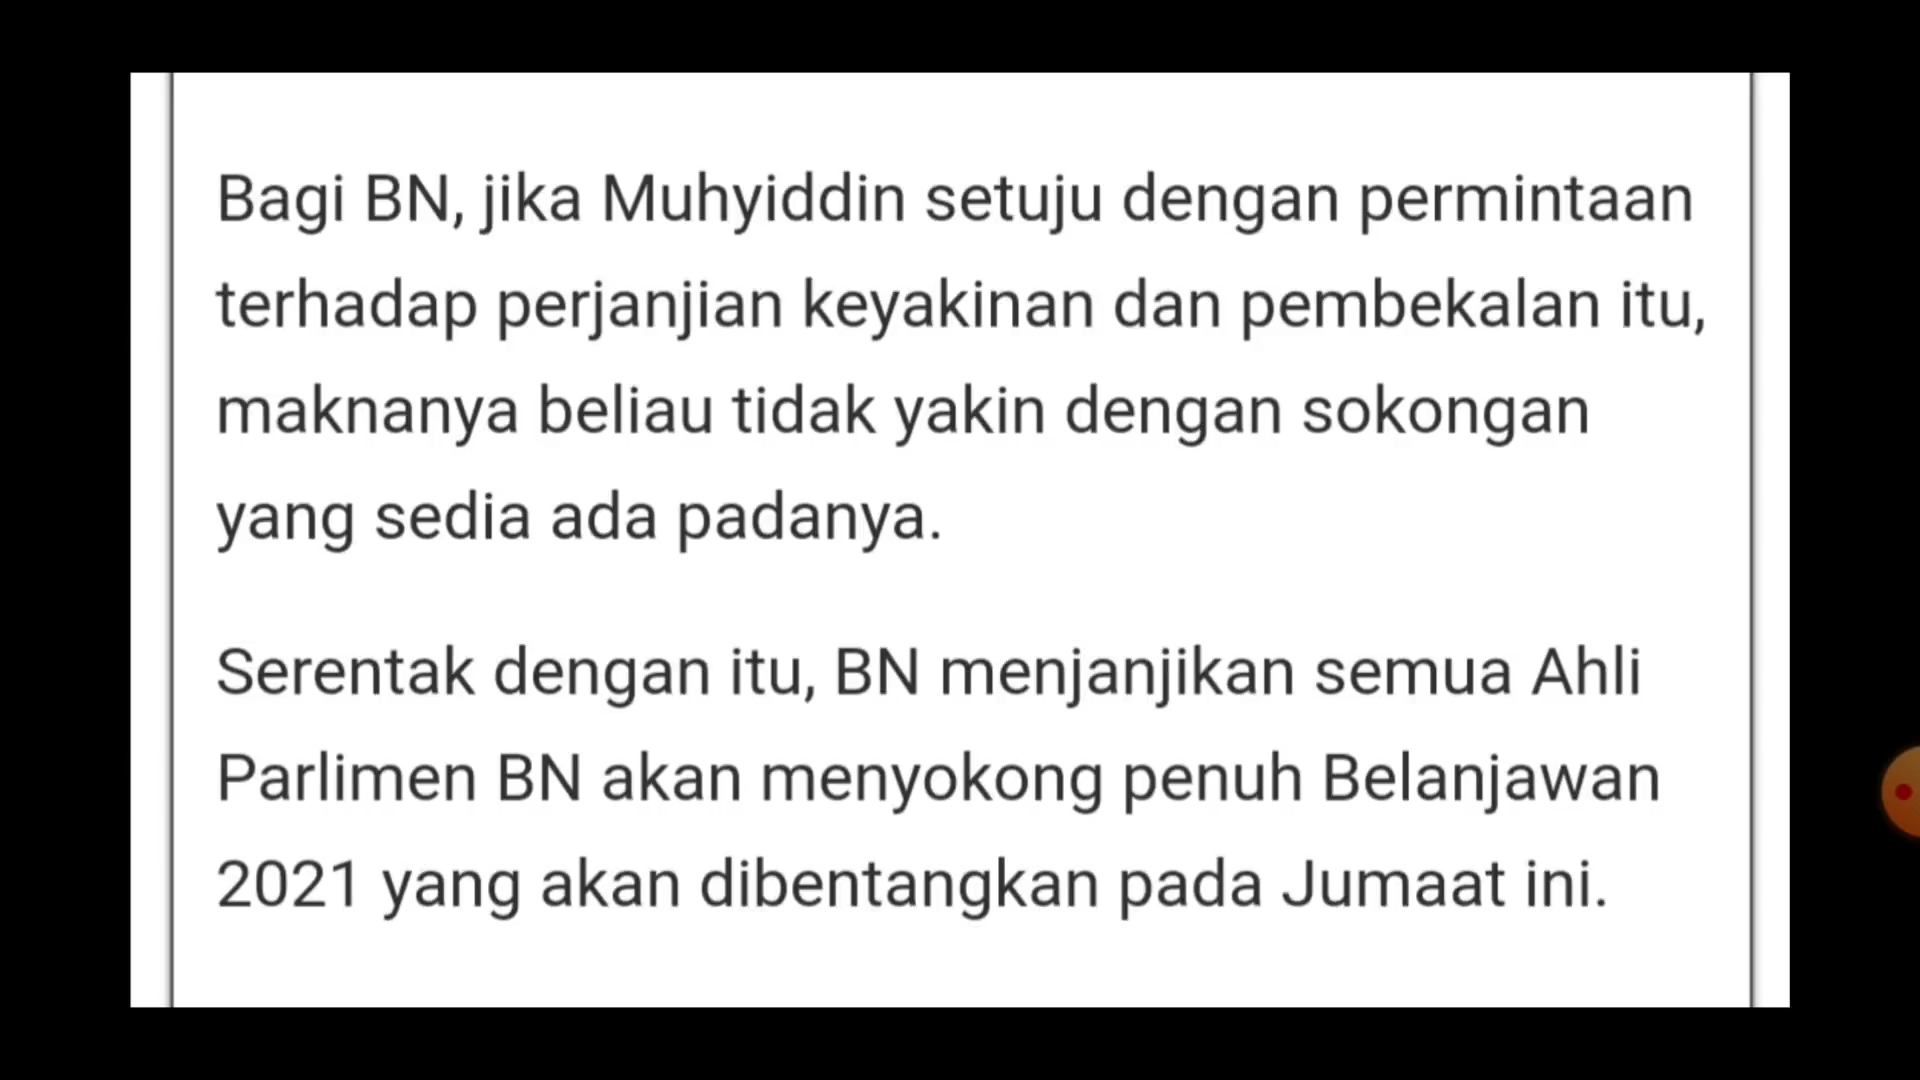 Bagi BN, jika Muhyiddin setuju dengan permintaan
terhadap perjanjian keyakinan dan pembekalan itu,
maknanya beliau tidak yakin dengan sokongan
yang sedia ada padanya.
Serentak dengan itu, BN menjanjikan semua Ahli
Parlimen BN akan menyokong penuh Belanjawan
2021 yang akan dibentangkan pada Jumaat ini.